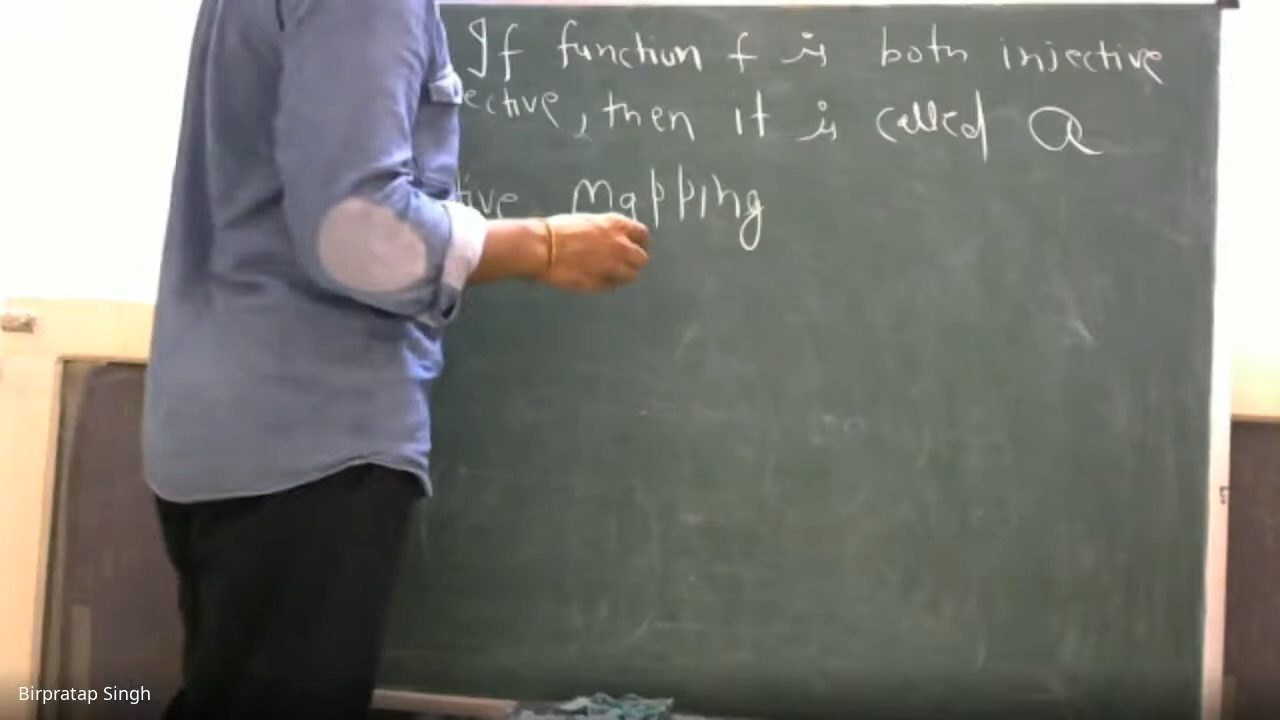 If function f is both injective
ective, then it is called a
tive mapping
Birpratap Singh